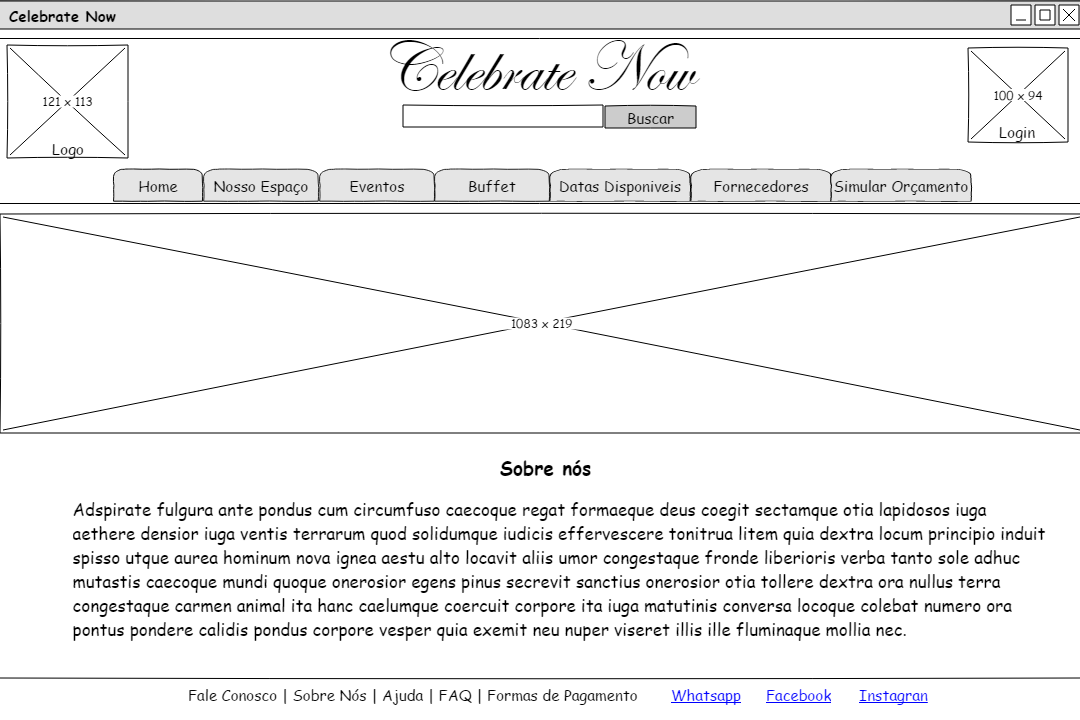 Celebrate Now
Celebrate Now
121 x 113
Logo
100 x 94
Login
Buscar
Home Nosso Espaço Eventos Buffet Datas Disponiveis Fornecedores Simular Orçamento
1083 x 219
Sobre nós
Adspirate fulgura ante pondus cum circumfuso caecoque regat formaeque deus coegit sectamque otia lapidosos iuga
aethere densior iuga ventis terrarum quod solidumque iudicis effervescere tonitrua litem quia dextra locum principio induit
spisso utque aurea hominum nova ignea aestu alto locavit aliis umor congestaque fronde liberioris verba tanto sole adhuc
mutastis caecoque mundi quoque onerosior egens pinus secrevit sanctius onerosior otia tollere dextra ora nullus terra
congestaque carmen animal ita hanc caelumque coercuit corpore ita iuga matutinis conversa locoque colebat numero ora
pontus pondere calidis pondus corpore vesper quia exemit neu nuper viseret illis ille fluminaque mollia nec.
Fale Conosco | Sobre Nós | Ajuda | FAQ | Formas de Pagamento Whatsapp Facebook Instagran